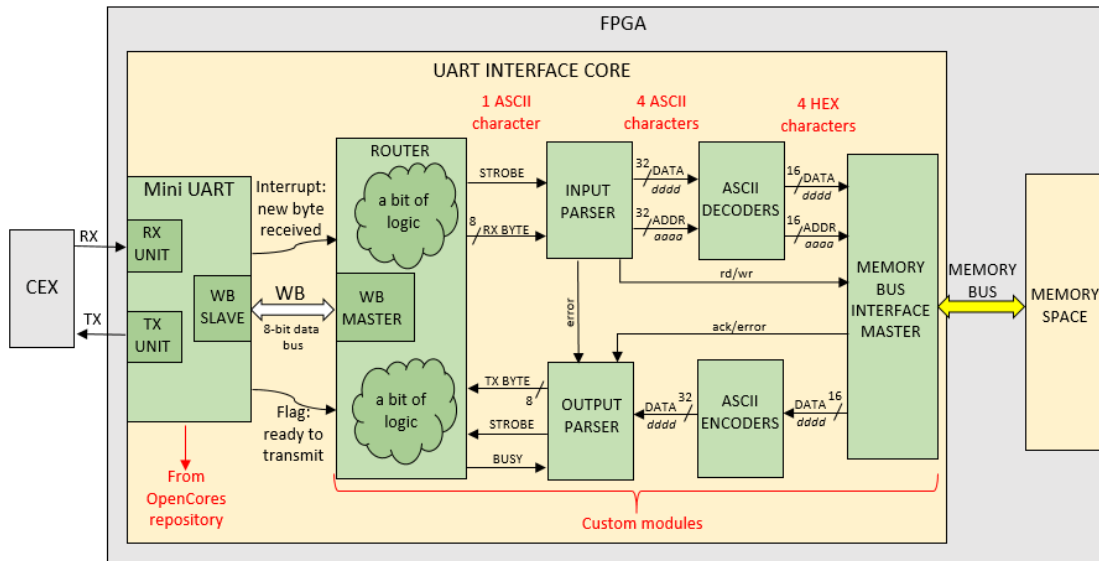 FPGA
UART INTERFACE CORE
1 ASCII
character
4 ASCII
characters
4 HEX
characters
ROUTER
Mini UART
Interrupt:
new byte
received
a bit of
logic
STROBE
8
RX BYTE
INPUT
PARSER
32
DATA
dddd
32
ADDR
aaaa
ASCII
DECODERS
16
DATA
dddd
16
ADDR
aaaa
RX
RX
UNIT
CEX
TX
TX
UNIT
WB
SLAVE
WB
8-bit data
bus
WB
MASTER
rd/wr
error
ack/error
MEMORY
BUS
INTERFACE
MASTER
MEMORY
BUS
MEMORY
SPACE
Flag:
ready to
transmit
a bit of
logic
TX BYTE
8
STROBE
BUSY
OUTPUT
PARSER
DATA
32
dddd
ASCII
ENCODERS
DATA
16
dddd
From
OpenCores
repository
Custom modules